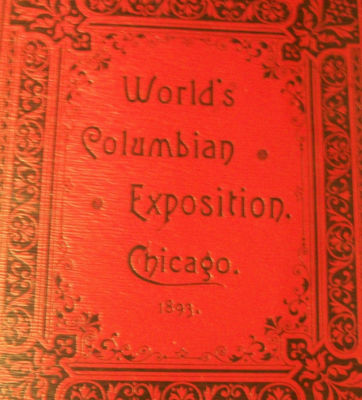 World's
Columbian
Exposition.
Chicago.
1893.